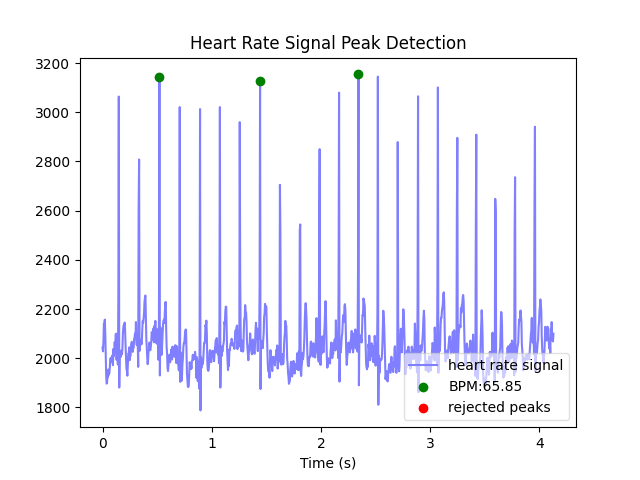 Heart Rate Signal Peak Detection
3200
3000
2800
2600
2400
2200
2000
1800
heart rate signal
BPM:65.85
rejected peaks
0 1 2 3 4
Time (s)